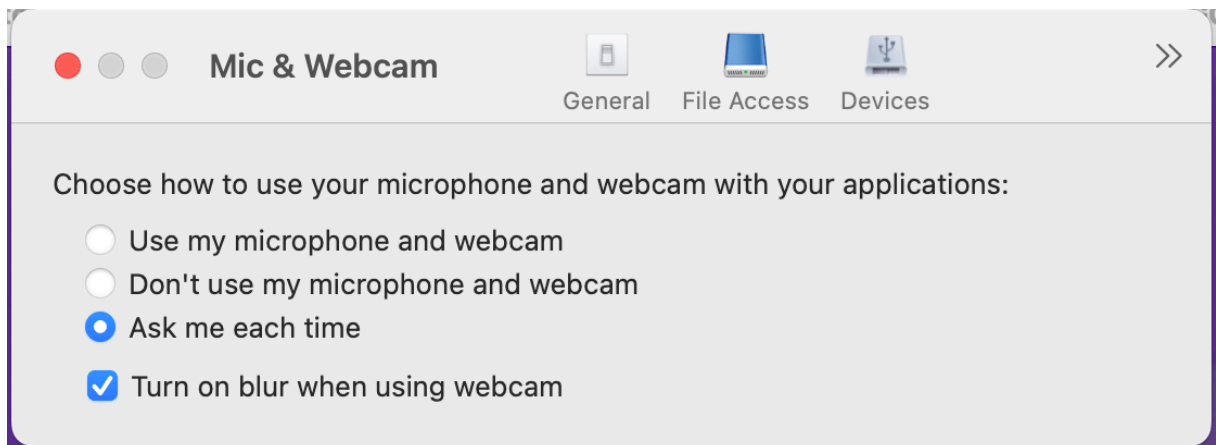 Mic & Webcam
General
File Access
Devices
Choose how to use your microphone and webcam with your applications:
Use my microphone and webcam
Don't use my microphone and webcam
Ask me each time
Turn on blur when using webcam